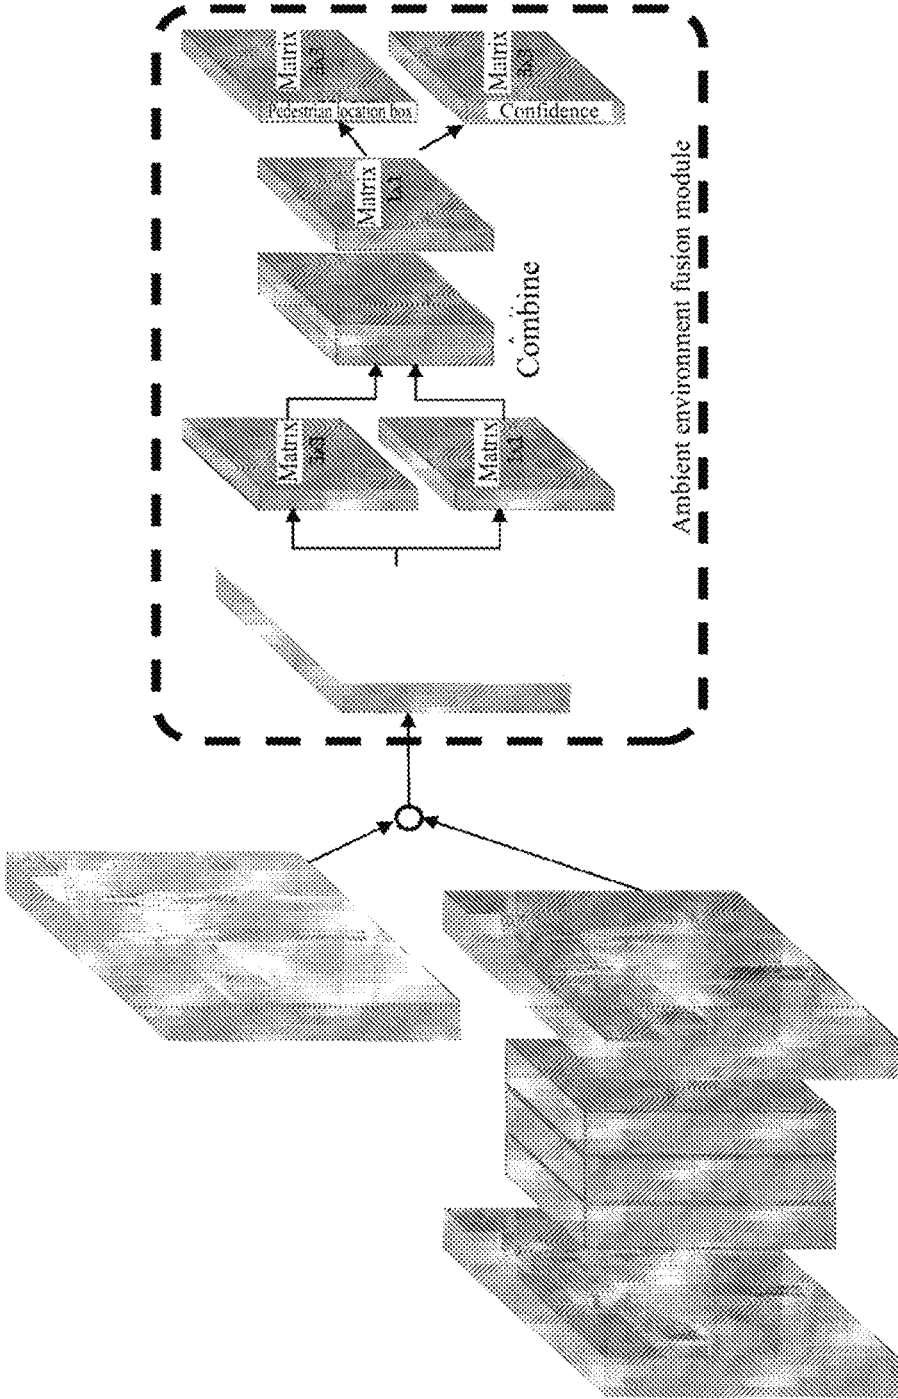 Matrix
Matrix
Combine
Matrix
Pedestrian location box
Matrix
Confidence
Matrix
Ambient environment fusion module